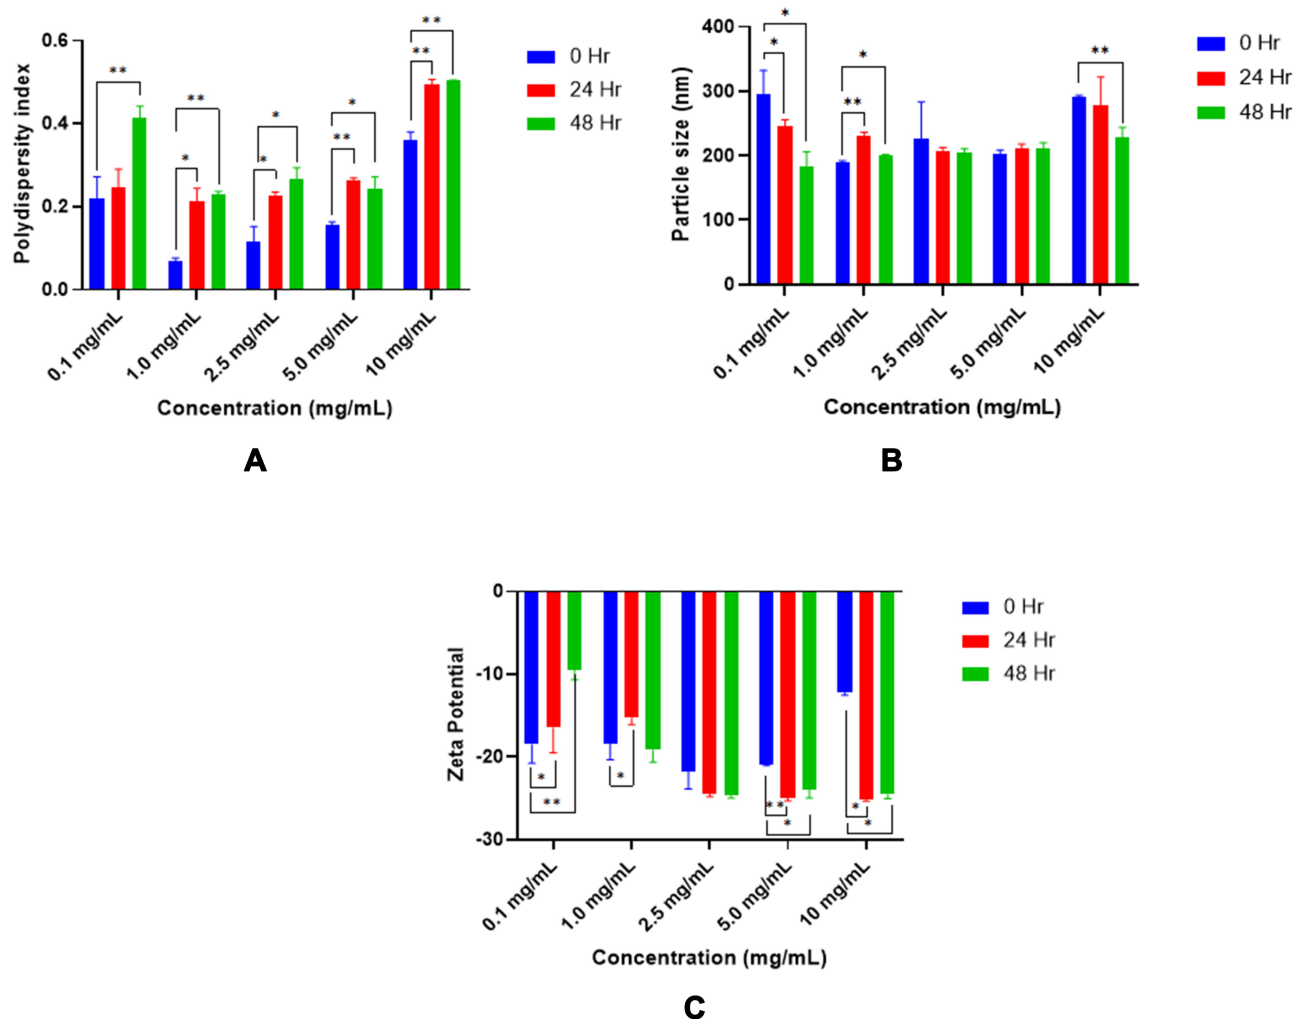 Polydispersity index
0.6
0.4
0.2
0.0
**
**
*
*
*
*
**
**
**
0 Hr
24 Hr
48 Hr
0.1 mg/mL
1.0 mg/mL
2.5 mg/mL
5.0 mg/mL
10 mg/mL
Concentration (mg/mL)
A
Particle size (nm)
400
300
200
100
0
*
*
*
**
**
0 Hr
24 Hr
48 Hr
0.1 mg/mL
1.0 mg/mL
2.5 mg/mL
5.0 mg/mL
10 mg/mL
Concentration (mg/mL)
B
Zeta Potential
0
-10
-20
-30
*
**
*
**
*
*
*
0 Hr
24 Hr
48 Hr
0.1 mg/mL
1.0 mg/mL
2.5 mg/mL
5.0 mg/mL
10 mg/mL
Concentration (mg/mL)
C